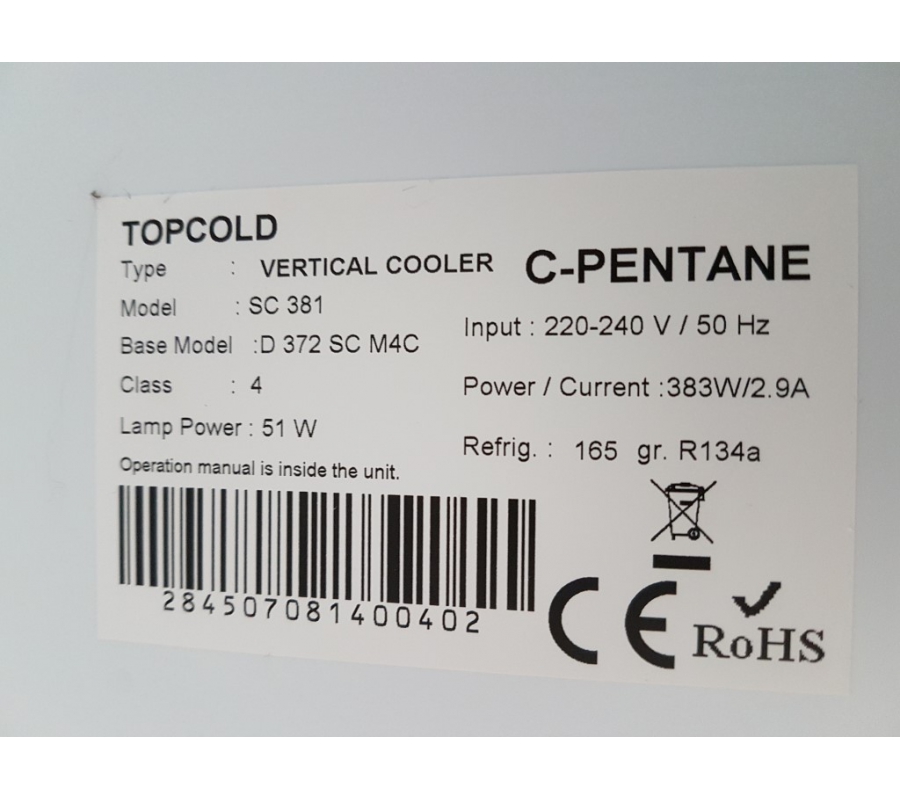 TOPCOLD
Type : VERTICAL COOLER
C-PENTANE
Model : SC 381
Base Model :D 372 SC M4C
Class : 4
Lamp Power : 51 W
Operation manual is inside the unit.
Input : 220-240 V / 50 Hz
Power / Current :383W/2.9A
Refrig. : 165 gr. R134a
284507081400402
CE
RoHS